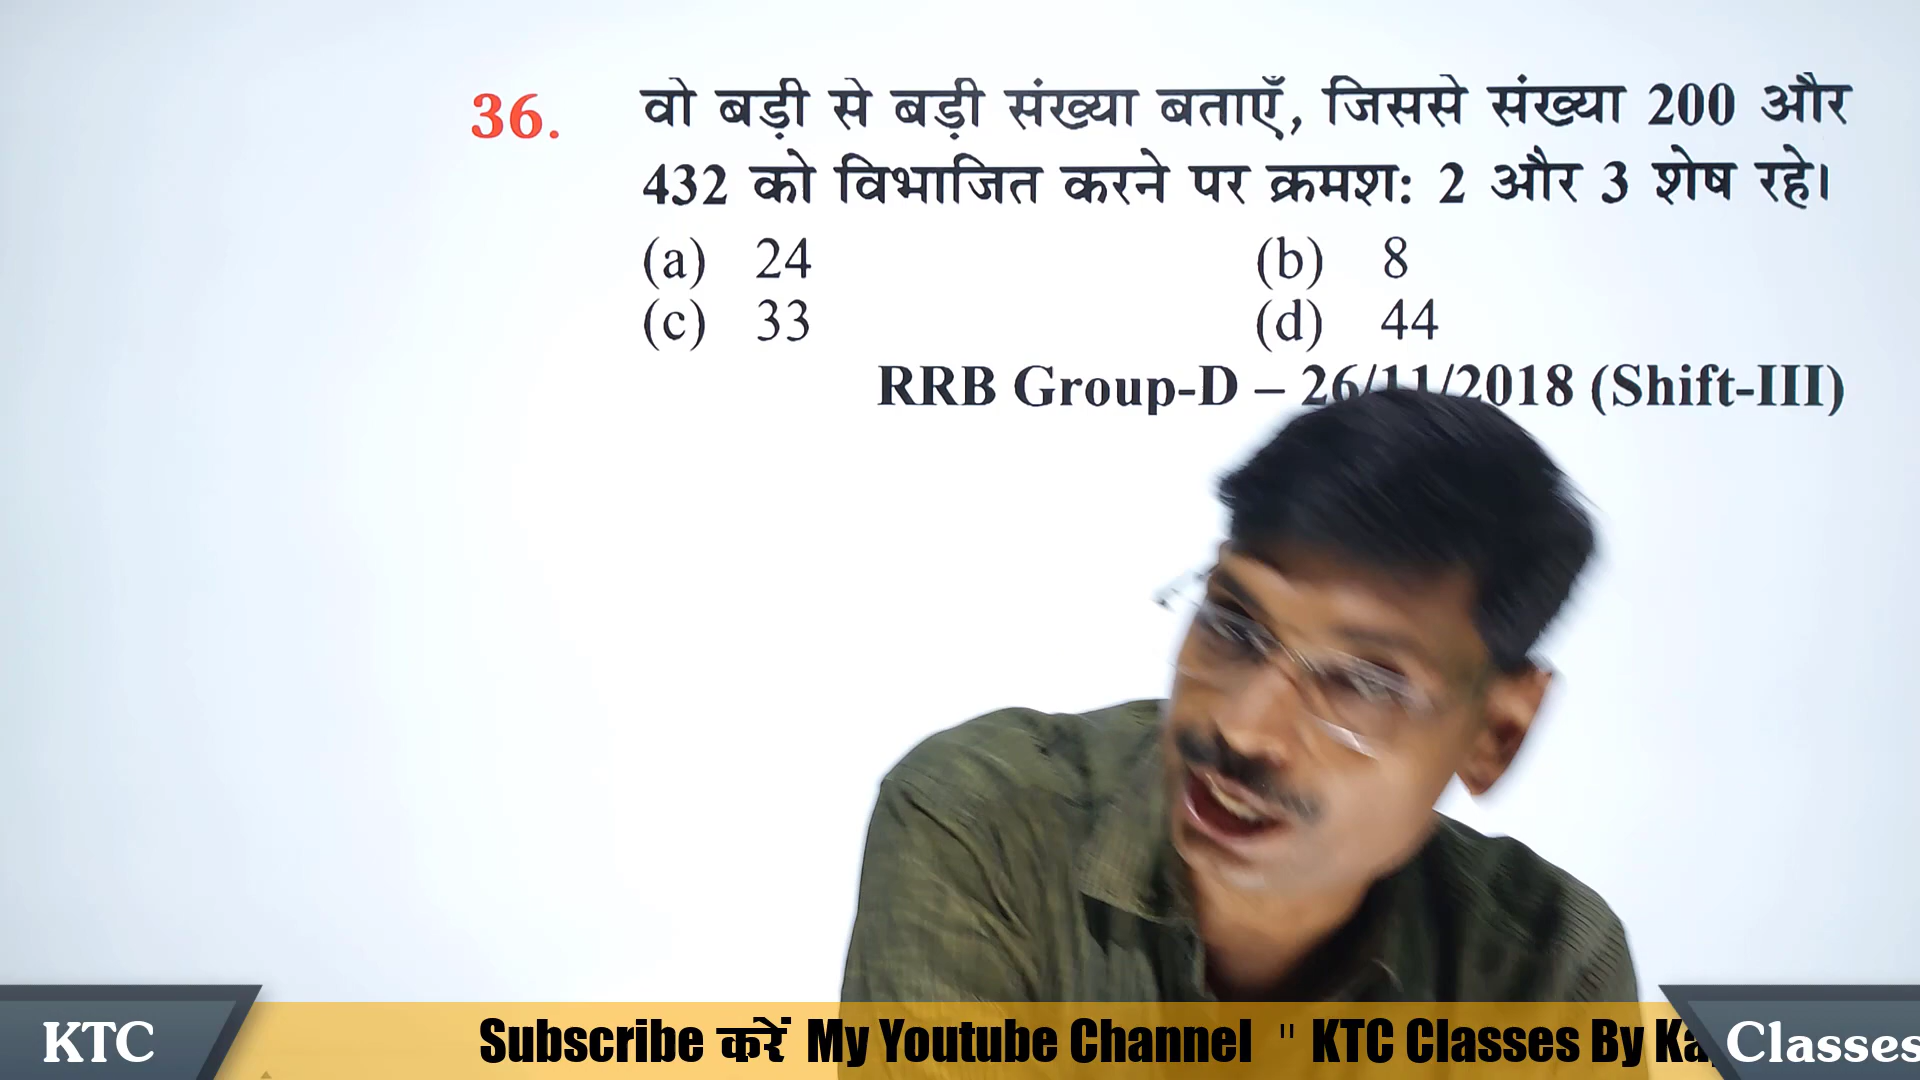 36. वो बड़ी से बड़ी संख्या बताएँ, जिससे संख्या 200 और
432 को विभाजित करने पर क्रमश: 2 और 3 शेष रहे।
(a) 24 (b) 8
(c) 33 (d) 44
RRB Group-D – 26/11/2018 (Shift-III)
KTC Subscribe करें My Youtube Channel " KTC Classes By Classes